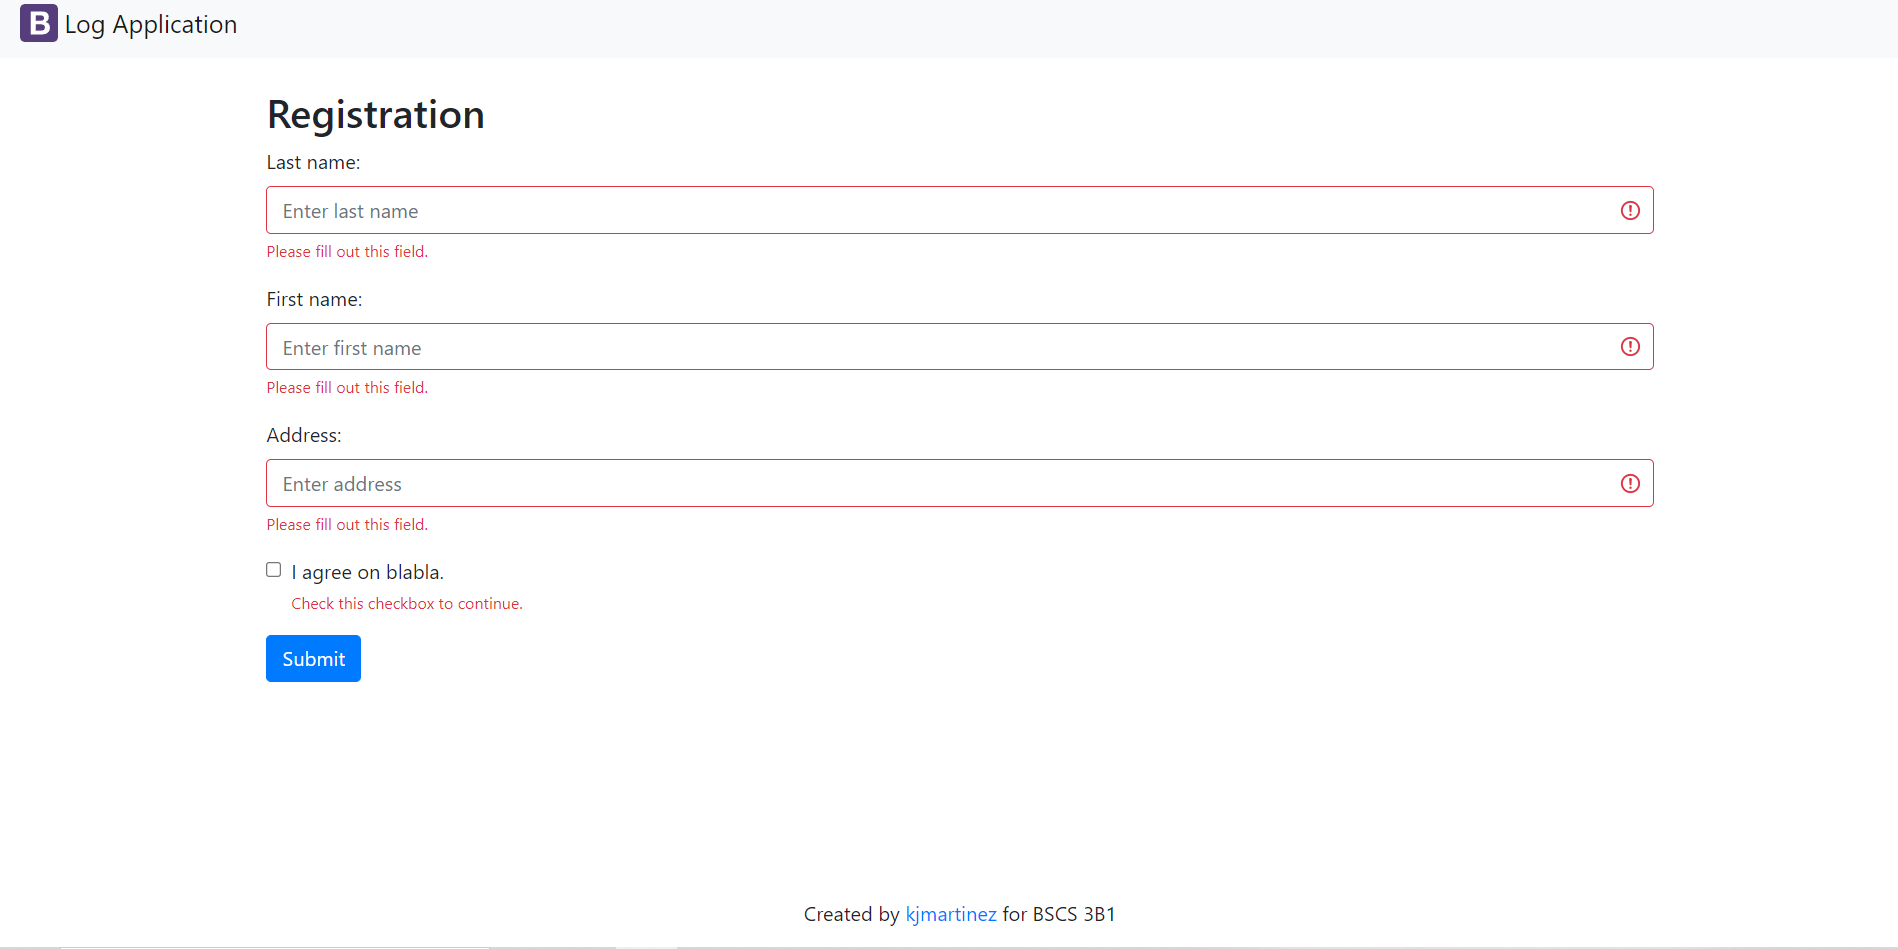 B Log Application
Registration
Last name:
Enter last name
Please fill out this field.
First name:
Enter first name
Please fill out this field.
Address:
Enter address
Please fill out this field.
I agree on blabla.
Check this checkbox to continue.
Submit
Created by kjmartinez for BSCS 3B1